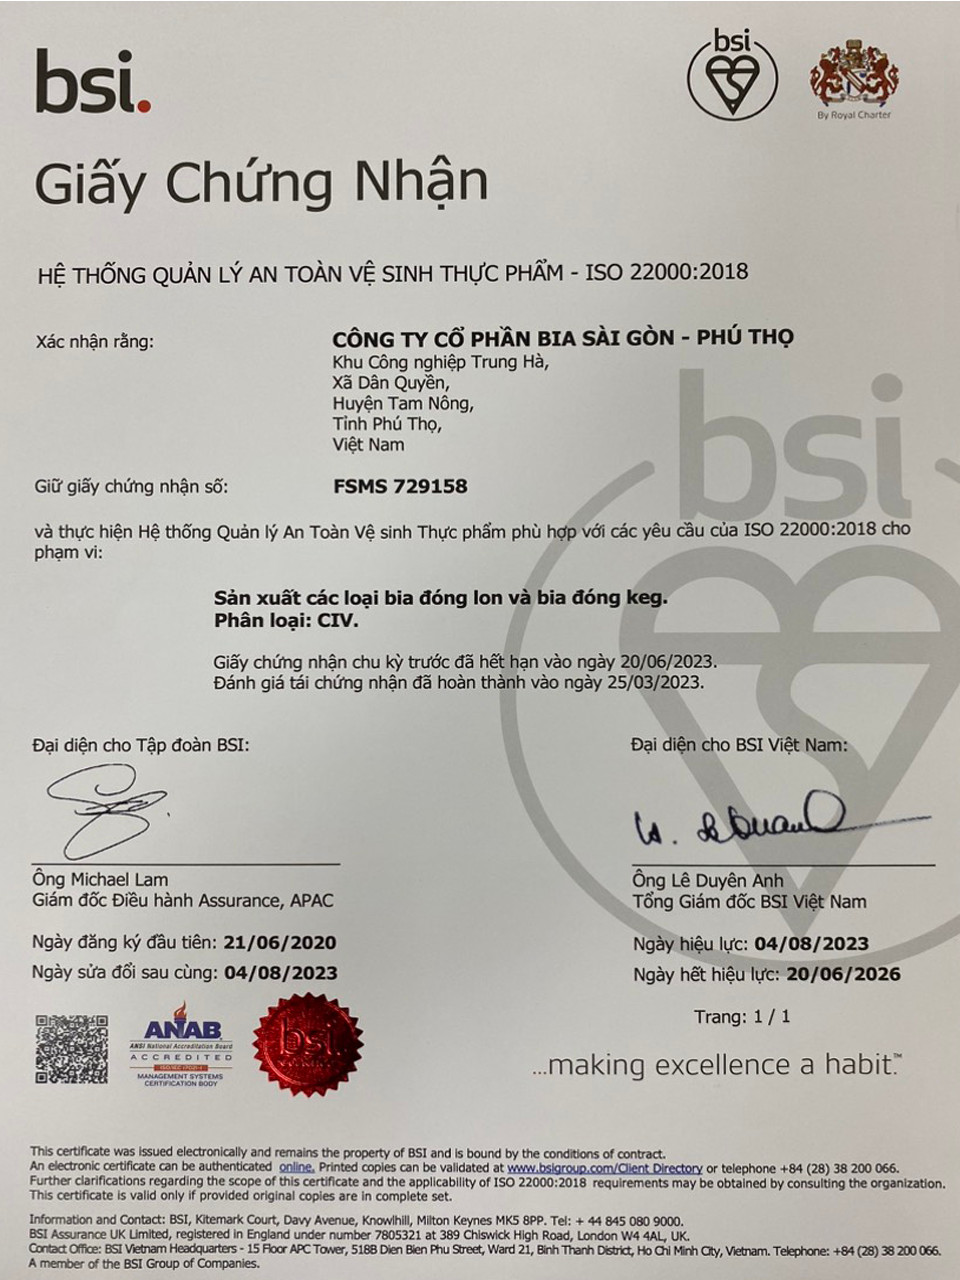 bsi.
bsi
By Royal Charter
Giấy Chứng Nhận
HỆ THỐNG QUẢN LÝ AN TOÀN VỆ SINH THỰC PHẨM - ISO 22000:2018
Xác nhận rằng: CÔNG TY CỔ PHẦN BIA SÀI GÒN - PHÚ THỌ
Khu Công nghiệp Trung Hà,
Xã Dân Quyền,
Huyện Tam Nông,
Tỉnh Phú Thọ,
Việt Nam
bsi
Giữ giấy chứng nhận số: FSMS 729158
và thực hiện Hệ thống Quản lý An Toàn Vệ sinh Thực phẩm phù hợp với các yêu cầu của ISO 22000:2018 cho
phạm vi:
Sản xuất các loại bia đóng lon và bia đóng keg.
Phân loại: CIV.
Giấy chứng nhận chu kỳ trước đã hết hạn vào ngày 20/06/2023.
Đánh giá tái chứng nhận đã hoàn thành vào ngày 25/03/2023.
Đại diện cho Tập đoàn BSI: Đại diện cho BSI Việt Nam:
Ông Michael Lam Ông Lê Duyên Anh
Giám đốc Điều hành Assurance, APAC Tổng Giám đốc BSI Việt Nam
Ngày đăng ký đầu tiên: 21/06/2020 Ngày hiệu lực: 04/08/2023
Ngày sửa đổi sau cùng: 04/08/2023 Ngày hết hiệu lực: 20/06/2026
Trang: 1 / 1
ANAB
ANSI National Accreditation Board
ACCREDITED
MANAGEMENT SYSTEMS
CERTIFICATION BODY
bsi.
...making excellence a habit.™
This certificate was issued electronically and remains the property of BSI and is bound by the conditions of contract.
An electronic certificate can be authenticated online. Printed copies can be validated at www.bsigroup.com/Client Directory or telephone +84 (28) 38 200 066.
Further clarifications regarding the scope of this certificate and the applicability of ISO 22000:2018 requirements may be obtained by consulting the organization.
This certificate is valid only if provided original copies are in complete set.
Information and Contact: BSI, Kitemark Court, Davy Avenue, Knowlhill, Milton Keynes MK5 8PP. Tel: + 44 845 080 9000.
BSI Assurance UK Limited, registered in England under number 7805321 at 389 Chiswick High Road, London W4 4AL, UK.
Contact Office: BSI Vietnam Headquarters - 15 Floor APC Tower, 518B Dien Bien Phu Street, Ward 21, Binh Thanh District, Ho Chi Minh City, Vietnam. Telephone: +84 (28) 38 200 066.
A member of the BSI Group of Companies.